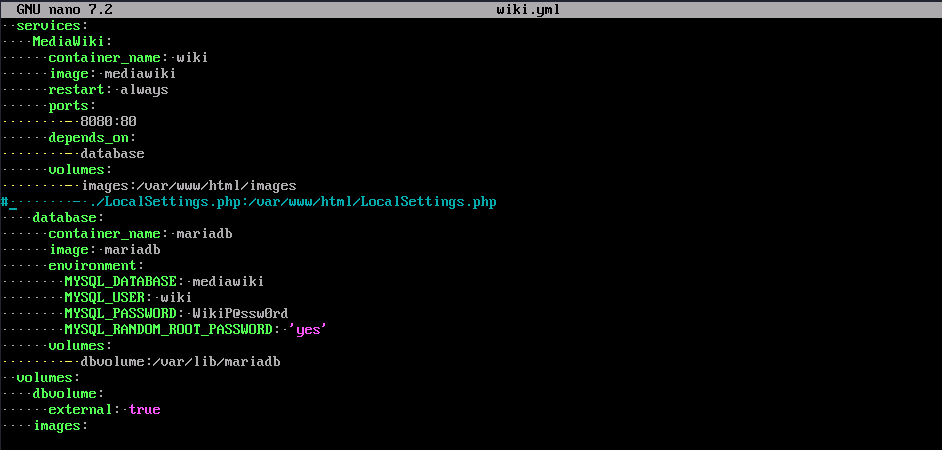 GNU nano 7.2 wiki.yml
··services:
····MediaWiki:
······container_name:·wiki
······image:·mediawiki
······restart:·always
······ports:
········-·8080:80
······depends_on:
········-·database
······volumes:
········-·images:/var/www/html/images
#·······-·./LocalSettings.php:/var/www/html/LocalSettings.php
····database:
······container_name:·mariadb
······image:·mariadb
······environment:
········MYSQL_DATABASE:·mediawiki
········MYSQL_USER:·wiki
········MYSQL_PASSWORD:·WikiP@ssw0rd
········MYSQL_RANDOM_ROOT_PASSWORD:·'yes'
······volumes:
········-·dbvolume:/var/lib/mariadb
··volumes:
····dbvolume:
······external:·true
····images: